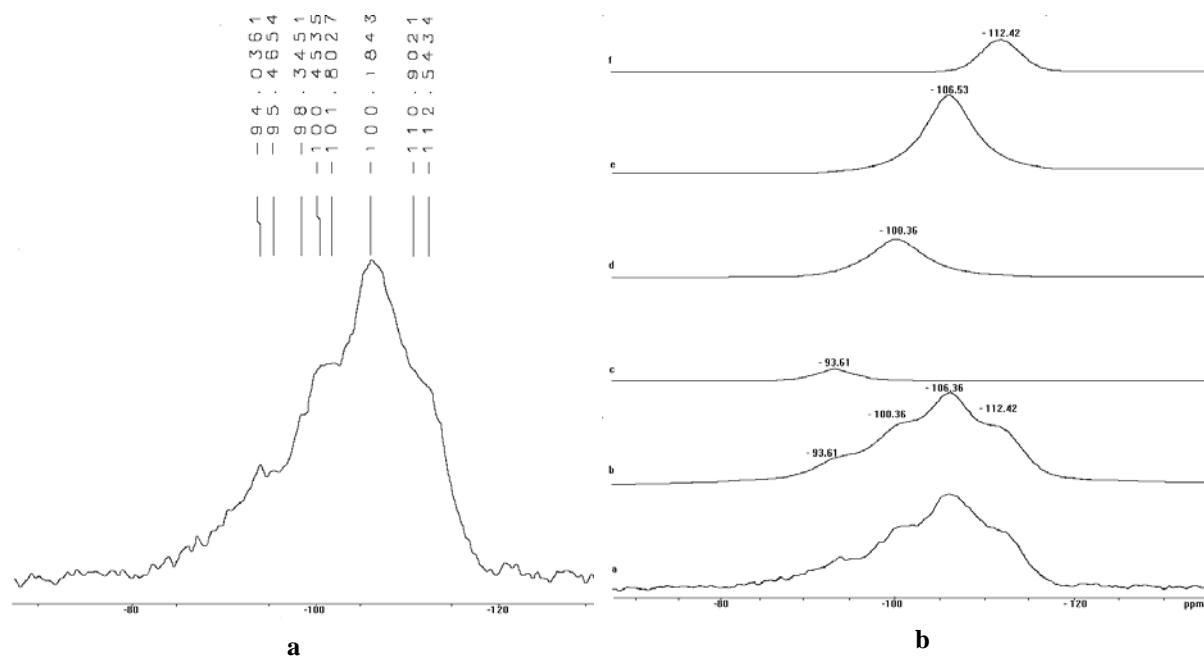 -94.0361
-95.4654
-98.3451
-100.4535
-101.8027
-100.1843
-110.9021
-112.5434
-80 -100 -120
a
f -112.42
e -106.53
d -100.36
c -93.61
b -93.61 -100.36 -106.36 -112.42
a
-80 -100 -120 ppm
b